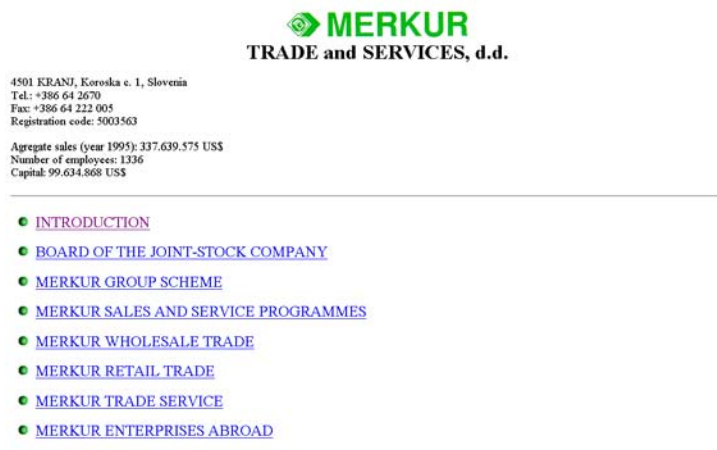 MERKUR
TRADE and SERVICES, d.d.
4501 KRANJ, Koroska c. 1, Slovenia
Tel.: +386 64 2670
Fax: +386 64 222 005
Registration code: 5003563
Agregate sales (year 1995): 337.639.575 US$
Number of employees: 1336
Capital: 99.634.868 US$
INTRODUCTION
BOARD OF THE JOINT-STOCK COMPANY
MERKUR GROUP SCHEME
MERKUR SALES AND SERVICE PROGRAMMES
MERKUR WHOLESALE TRADE
MERKUR RETAIL TRADE
MERKUR TRADE SERVICE
MERKUR ENTERPRISES ABROAD